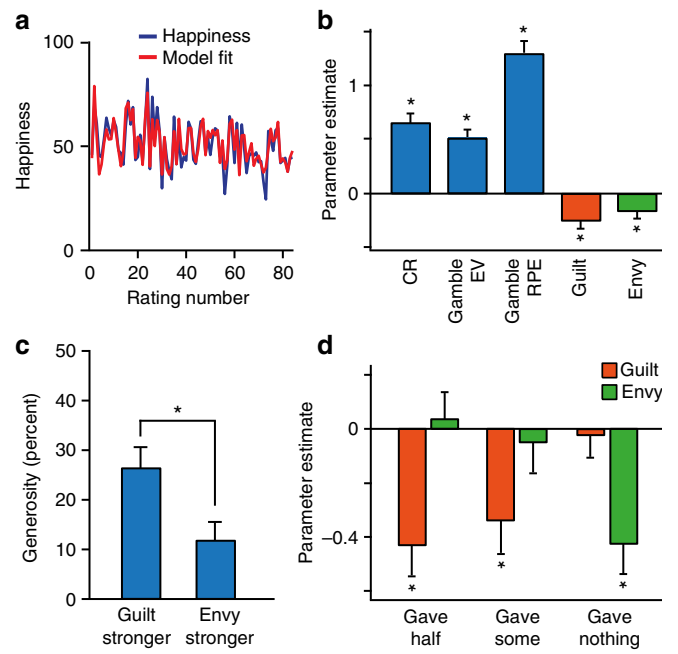 a
Happiness
Model fit
100
50
0
Happiness
0 20 40 60 80
Rating number
b
Parameter estimate
1
0
*
*
*
*
*
CR
Gamble EV
Gamble RPE
Guilt
Envy
c
Generosity (percent)
50
40
30
20
10
0
*
Guilt stronger
Envy stronger
d
Guilt
Envy
Parameter estimate
0
–0.4
*
*
*
Gave half
Gave some
Gave nothing